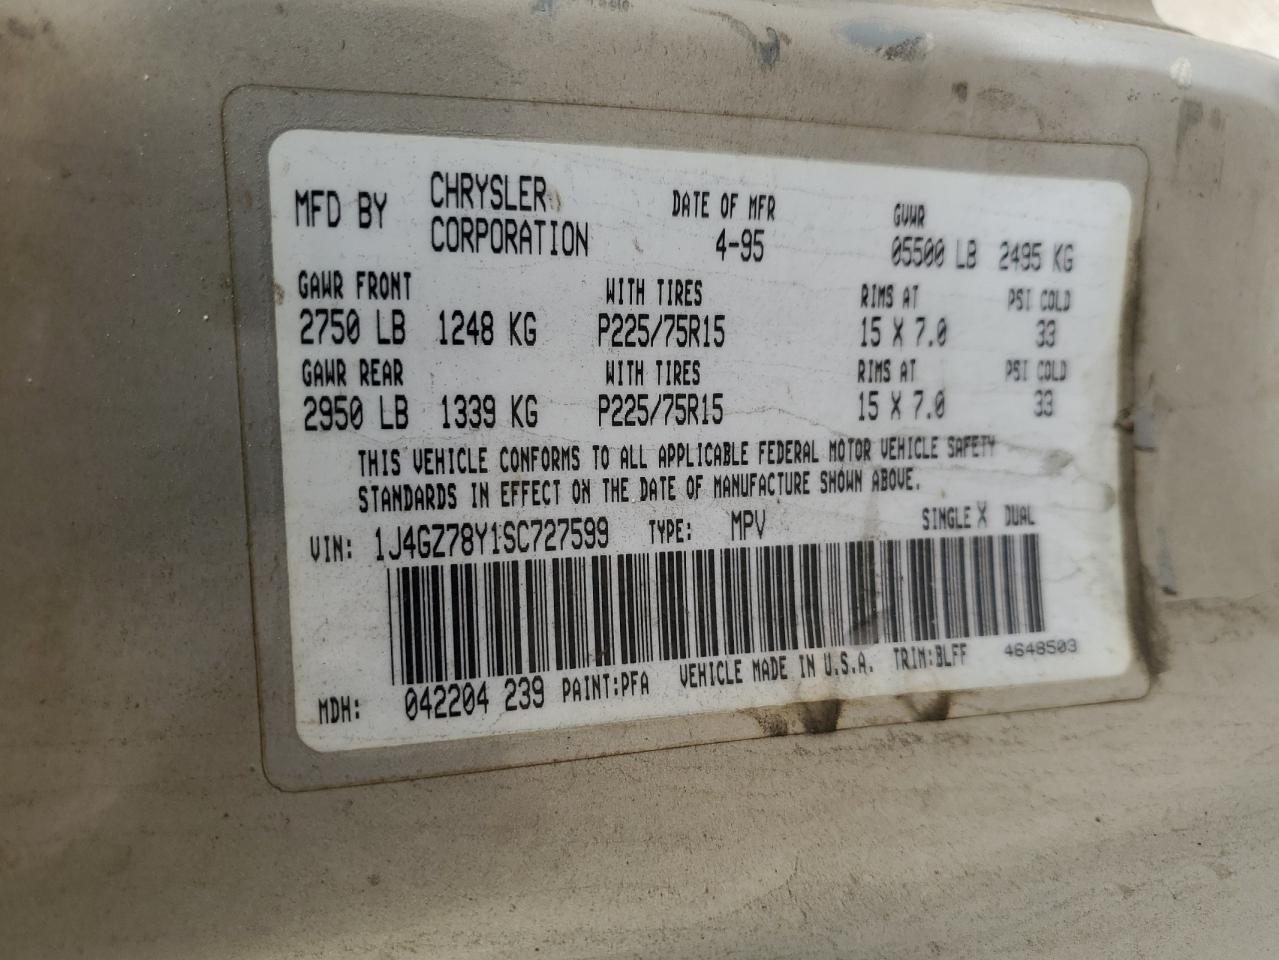 MFD BY CHRYSLER CORPORATION DATE OF MFR 4-95 GVWR 05500 LB 2495 KG
GAWR FRONT WITH TIRES RIMS AT PSI COLD
2750 LB 1248 KG P225/75R15 15 X 7.0 33
GAWR REAR WITH TIRES RIMS AT PSI COLD
2950 LB 1339 KG P225/75R15 15 X 7.0 33
THIS VEHICLE CONFORMS TO ALL APPLICABLE FEDERAL MOTOR VEHICLE SAFETY
STANDARDS IN EFFECT ON THE DATE OF MANUFACTURE SHOWN ABOVE.
VIN: 1J4GZ78Y1SC727599 TYPE: MPV SINGLE X DUAL
MDH: 042204 239 PAINT:PFA VEHICLE MADE IN U.S.A. TRIM:BLFF 4648503